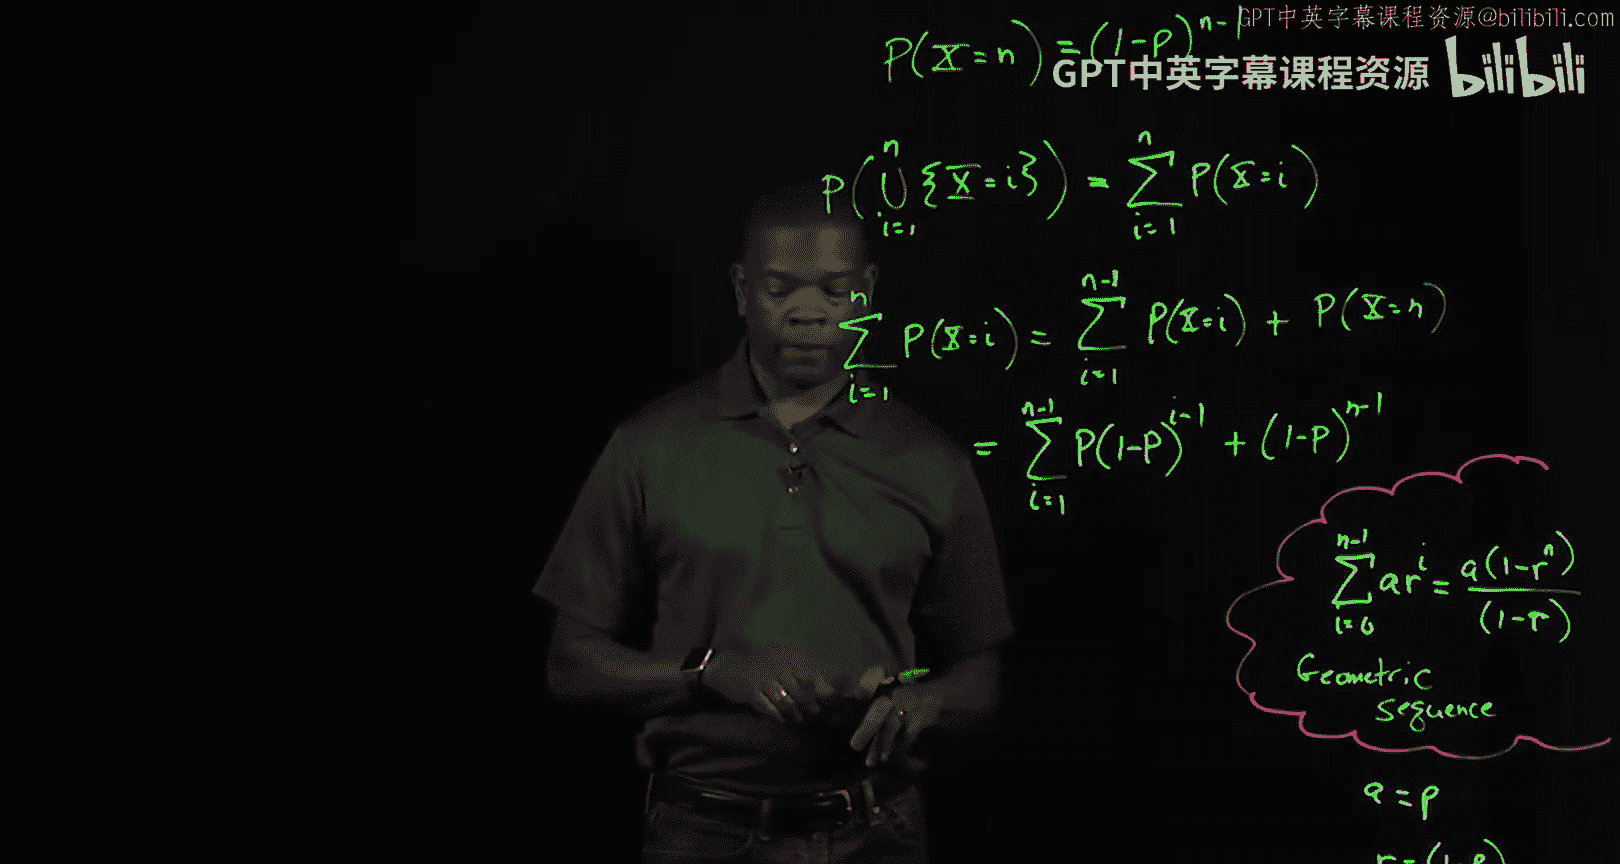 GPT中英字幕课程资源@bilibili.com
P(X=n) = (1-P)^{n-1}
GPT中英字幕课程资源 bilibili
P(⋃_{i=1}^{n} {X=i}) = ∑_{i=1}^{n} P(X=i)
∑_{i=1}^{n} P(X=i) = ∑_{i=1}^{n-1} P(X=i) + P(X=n)
= ∑_{i=1}^{n-1} P(1-P)^{i-1} + (1-P)^{n-1}
∑_{i=0}^{n-1} ar^i = a(1-r^n)/(1-r)
Geometric
Sequence
a = p
r = (1-p)